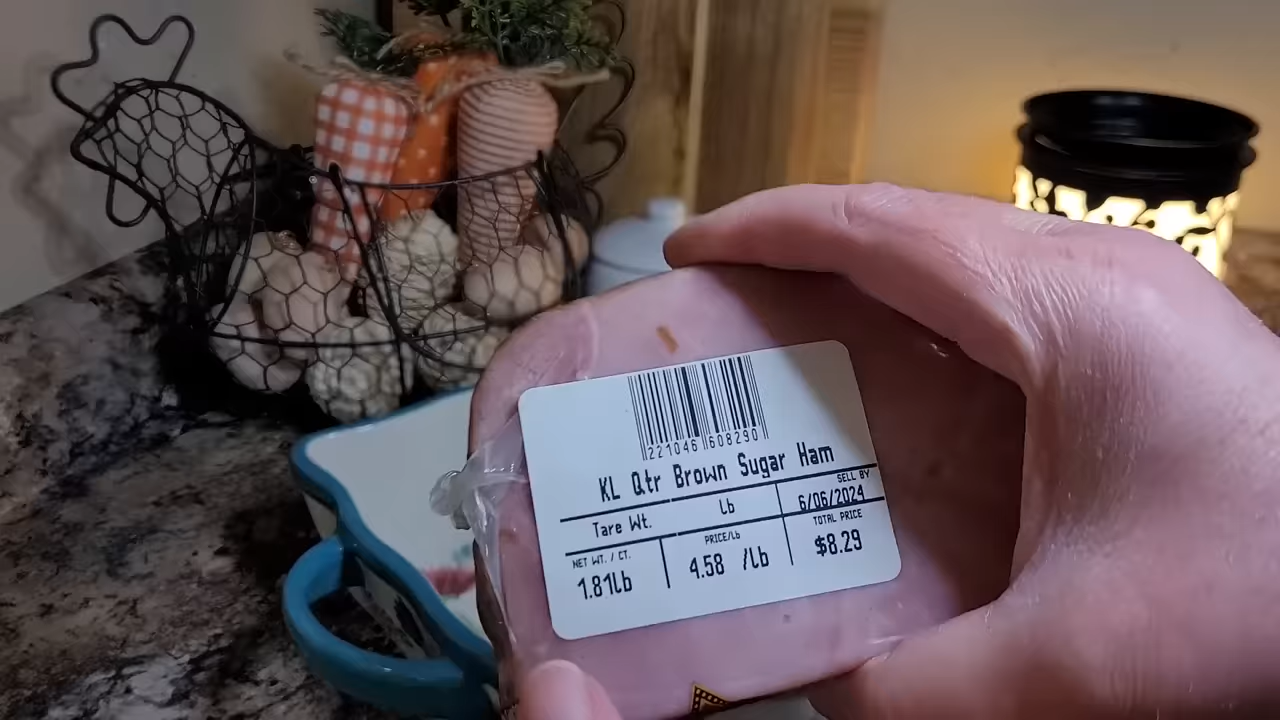 221046 608290
KL Qtr Brown Sugar Ham
SELL BY
Tare Wt. lb 6/06/2024
NET WT. / CT. PRICE/Lb TOTAL PRICE
1.81lb 4.58 /lb $8.29